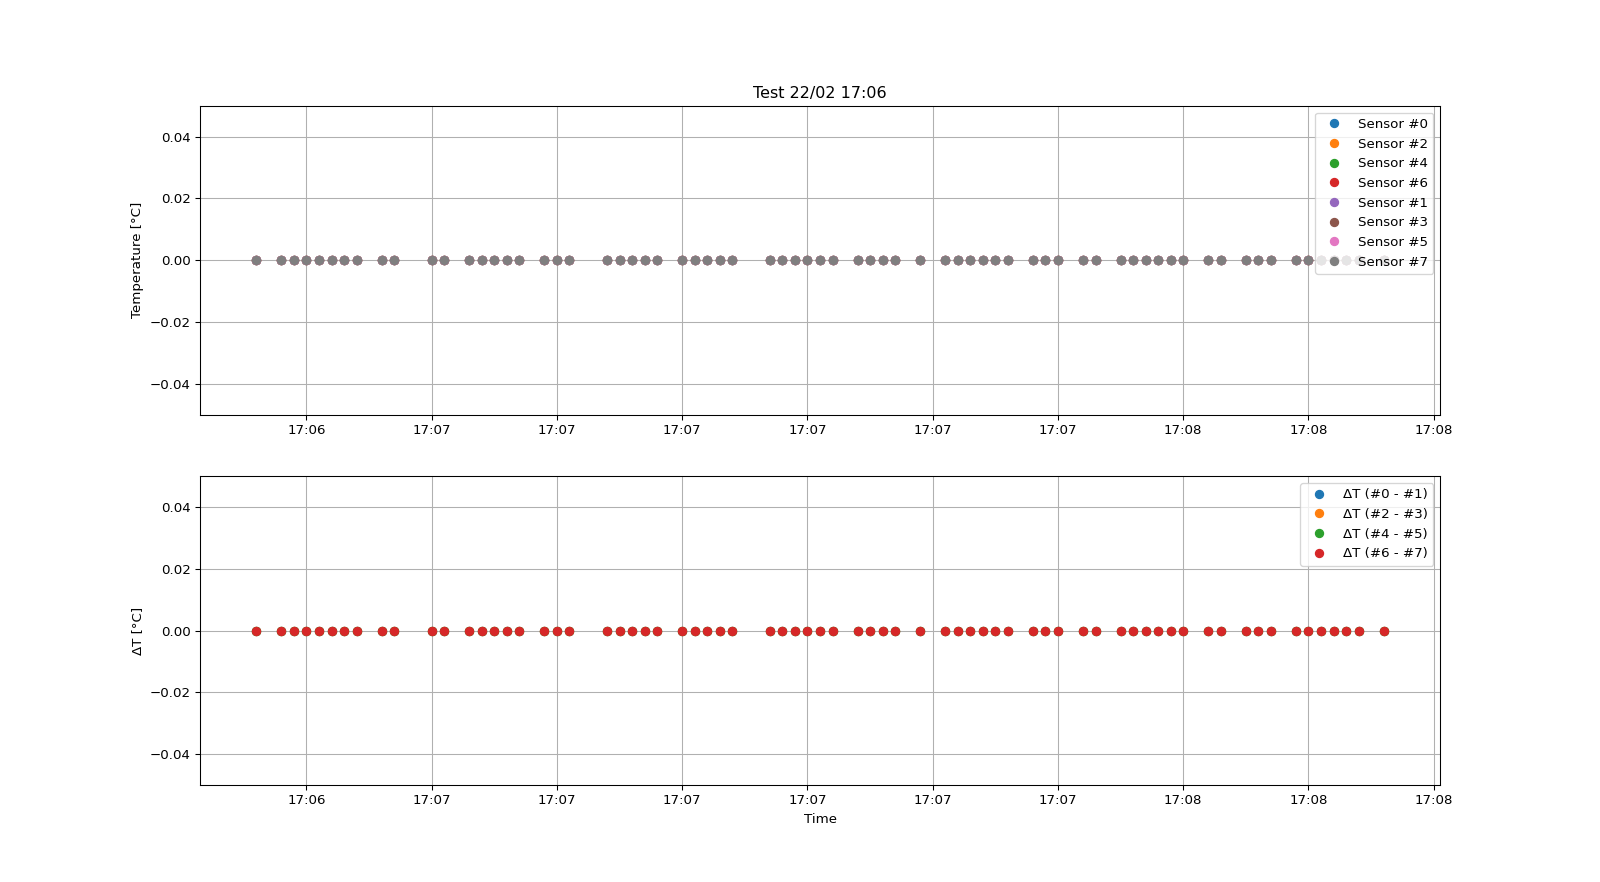 Test 22/02 17:06
Temperature [°C]
0.04
0.02
0.00
−0.02
−0.04
Sensor #0
Sensor #2
Sensor #4
Sensor #6
Sensor #1
Sensor #3
Sensor #5
Sensor #7
17:06 17:07 17:07 17:07 17:07 17:07 17:07 17:08 17:08 17:08
ΔT [°C]
0.04
0.02
0.00
−0.02
−0.04
ΔT (#0 - #1)
ΔT (#2 - #3)
ΔT (#4 - #5)
ΔT (#6 - #7)
17:06 17:07 17:07 17:07 17:07 17:07 17:07 17:08 17:08 17:08
Time